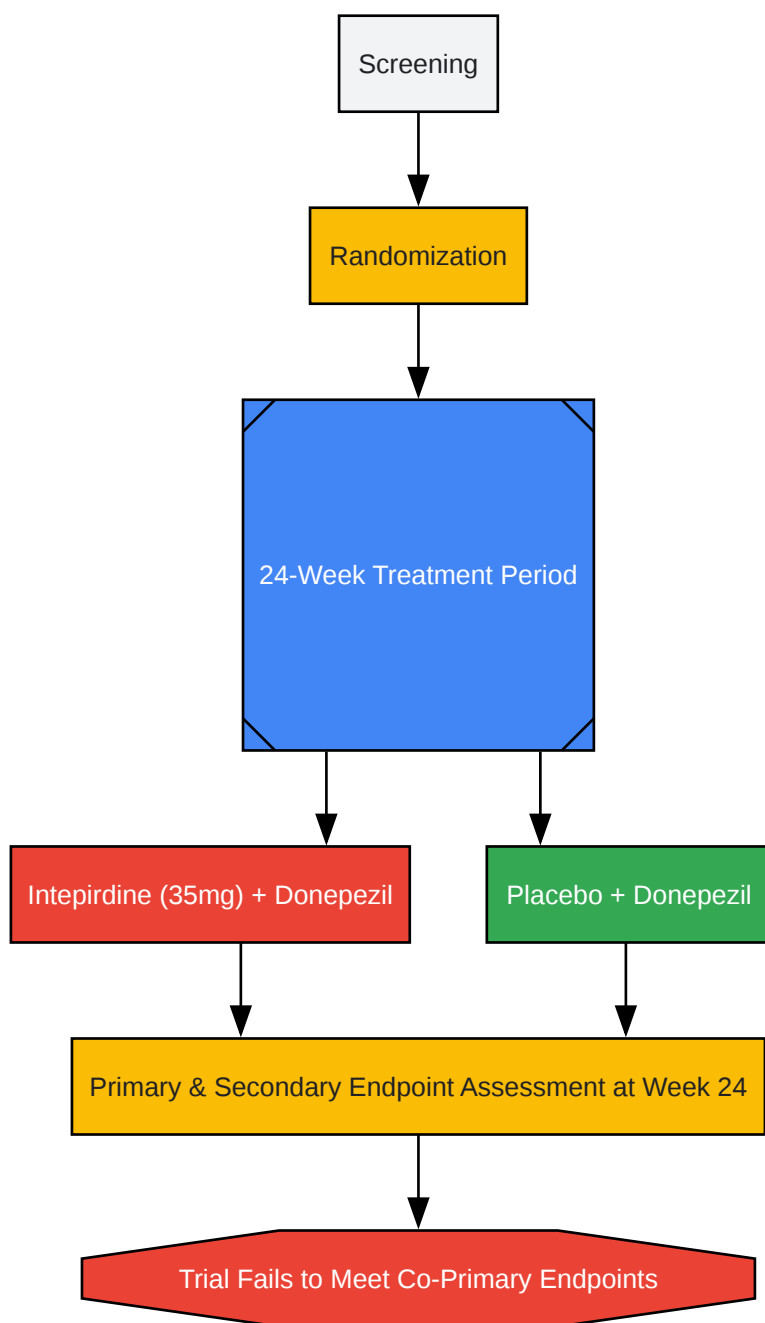 Screening
Randomization
24-Week Treatment Period
Intepirdine (35mg) + Donepezil
Placebo + Donepezil
Primary & Secondary Endpoint Assessment at Week 24
Trial Fails to Meet Co-Primary Endpoints